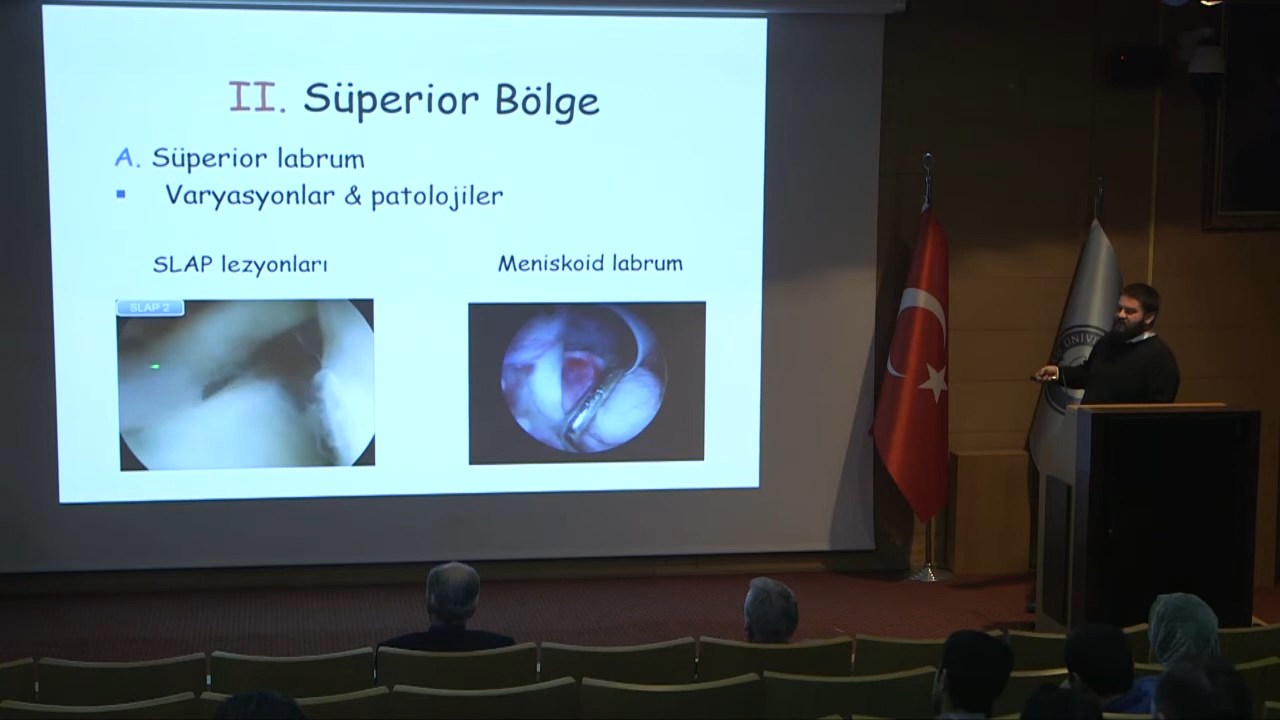 II. Süperior Bölge
A. Süperior labrum
▪ Varyasyonlar & patolojiler
SLAP lezyonları
Meniskoid labrum
SLAP 2